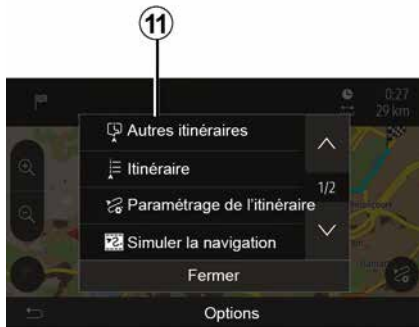 11
0:27
29 km
Autres itinéraires
Itinéraire
1/2
Paramétrage de l'itinéraire
Simuler la navigation
Fermer
Options